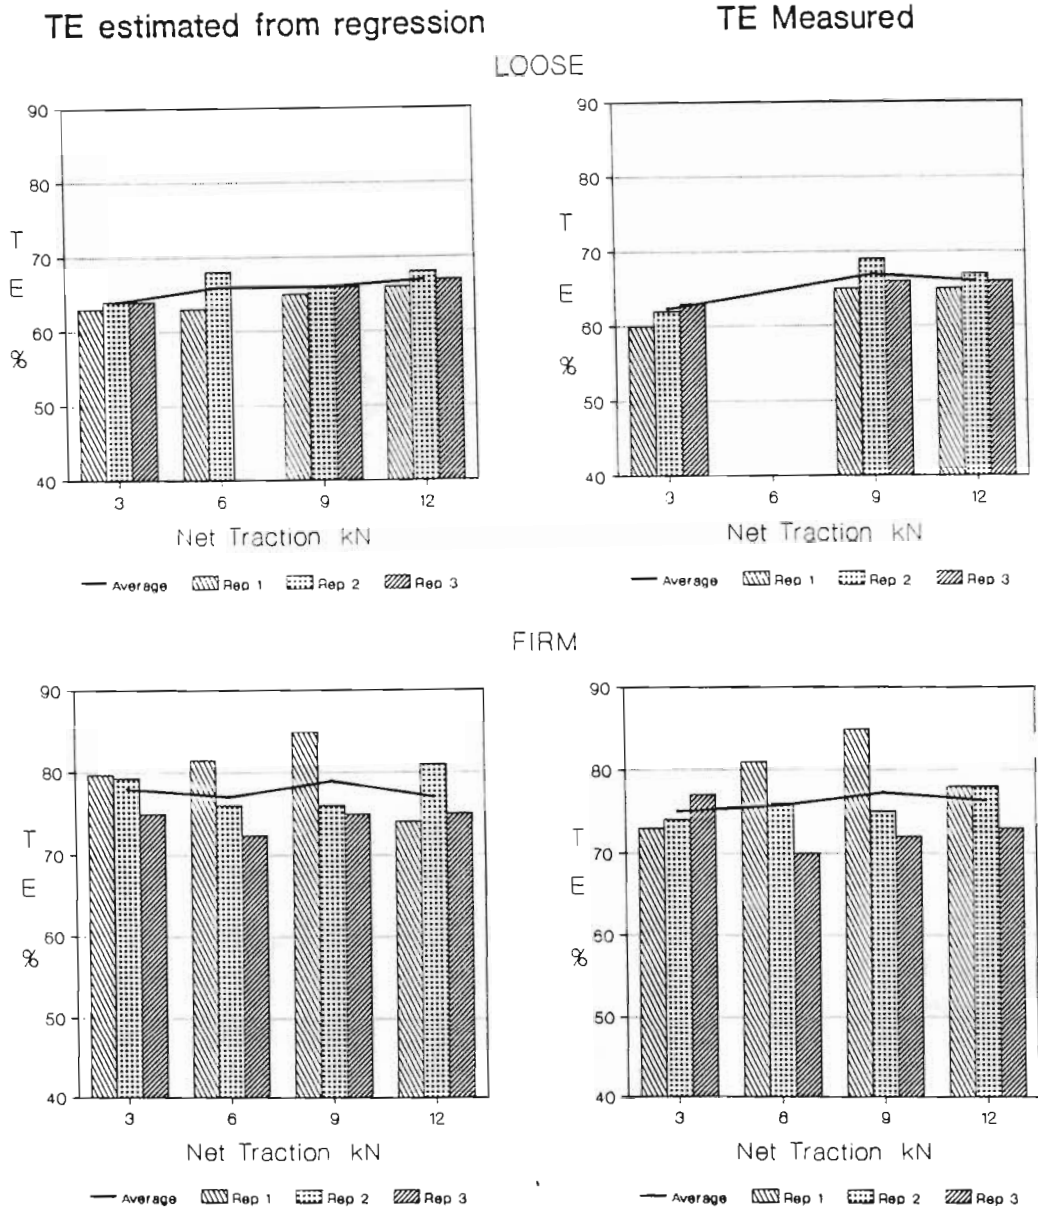 TE estimated from regression
TE Measured
LOOSE
90
80
70
60
50
40
T
E
%
3 6 9 12
Net Traction kN
Average Rep 1 Rep 2 Rep 3
90
80
70
60
50
40
T
E
%
3 6 9 12
Net Traction kN
Average Rep 1 Rep 2 Rep 3
FIRM
90
80
70
60
50
40
T
E
%
3 6 9 12
Net Traction kN
Average Rep 1 Rep 2 Rep 3
90
80
70
60
50
40
T
E
%
3 6 9 12
Net Traction kN
Average Rep 1 Rep 2 Rep 3